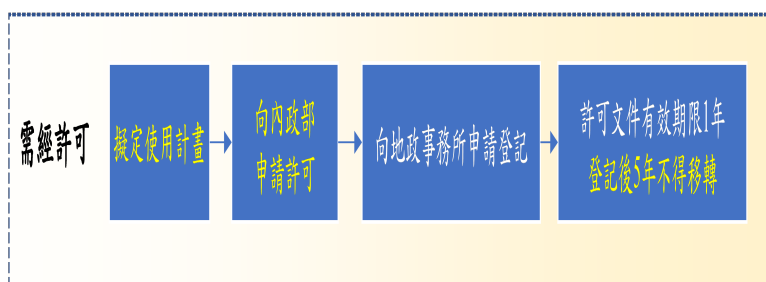 需經許可
擬定使用計畫
向內政部
申請許可
向地政事務所申請登記
許可文件有效期限1年
登記後5年不得移轉